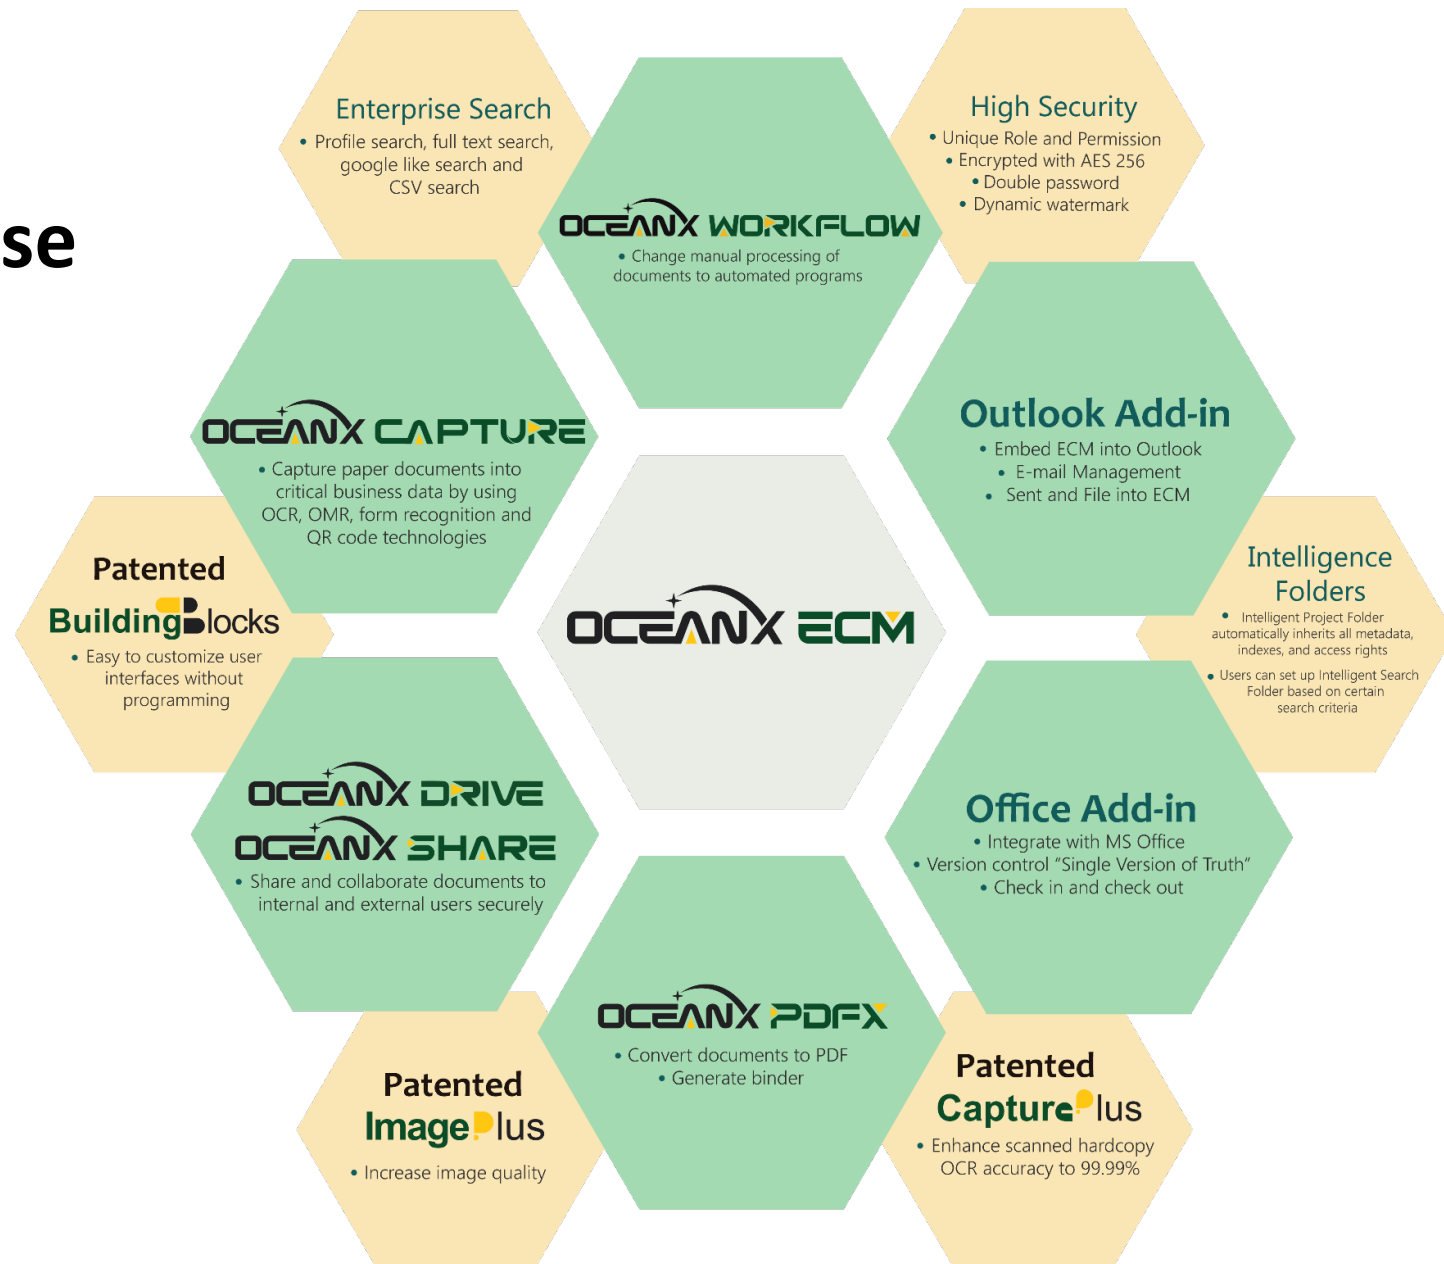 se
Enterprise Search
• Profile search, full text search,
google like search and
CSV search
OCEANX WORKFLOW
• Change manual processing of
documents to automated programs
High Security
• Unique Role and Permission
• Encrypted with AES 256
• Double password
• Dynamic watermark
OCEANX CAPTURE
• Capture paper documents into
critical business data by using
OCR, OMR, form recognition and
QR code technologies
Outlook Add-in
• Embed ECM into Outlook
• E-mail Management
• Sent and File into ECM
Patented
BuildingBlocks
• Easy to customize user
interfaces without
programming
OCEANX ECM
Intelligence
Folders
• Intelligent Project Folder
automatically inherits all metadata,
indexes, and access rights
• Users can set up Intelligent Search
Folder based on certain
search criteria
OCEANX DRIVE
OCEANX SHARE
• Share and collaborate documents to
internal and external users securely
Office Add-in
• Integrate with MS Office
• Version control “Single Version of Truth”
• Check in and check out
OCEANX PDFX
• Convert documents to PDF
• Generate binder
Patented
ImagePlus
• Increase image quality
Patented
CapturePlus
• Enhance scanned hardcopy
OCR accuracy to 99.99%